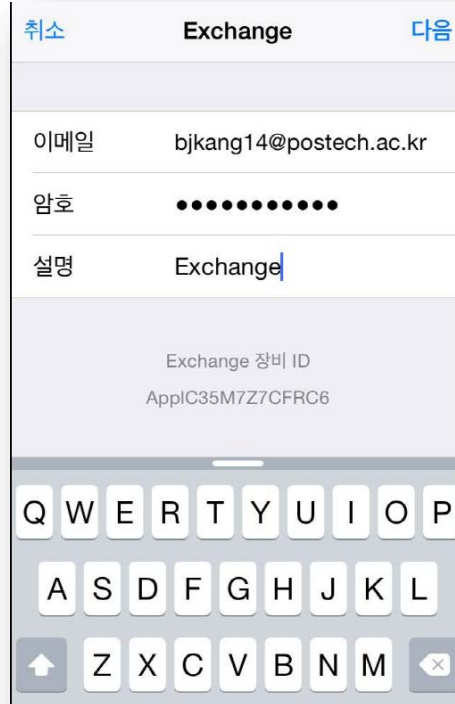 취소 Exchange 다음
이메일 bjkang14@postech.ac.kr
암호 ●●●●●●●●●●●
설명 Exchange
Exchange 장비 ID
ApplC35M7Z7CFRC6
Q W E R T Y U I O P
A S D F G H J K L
Z X C V B N M